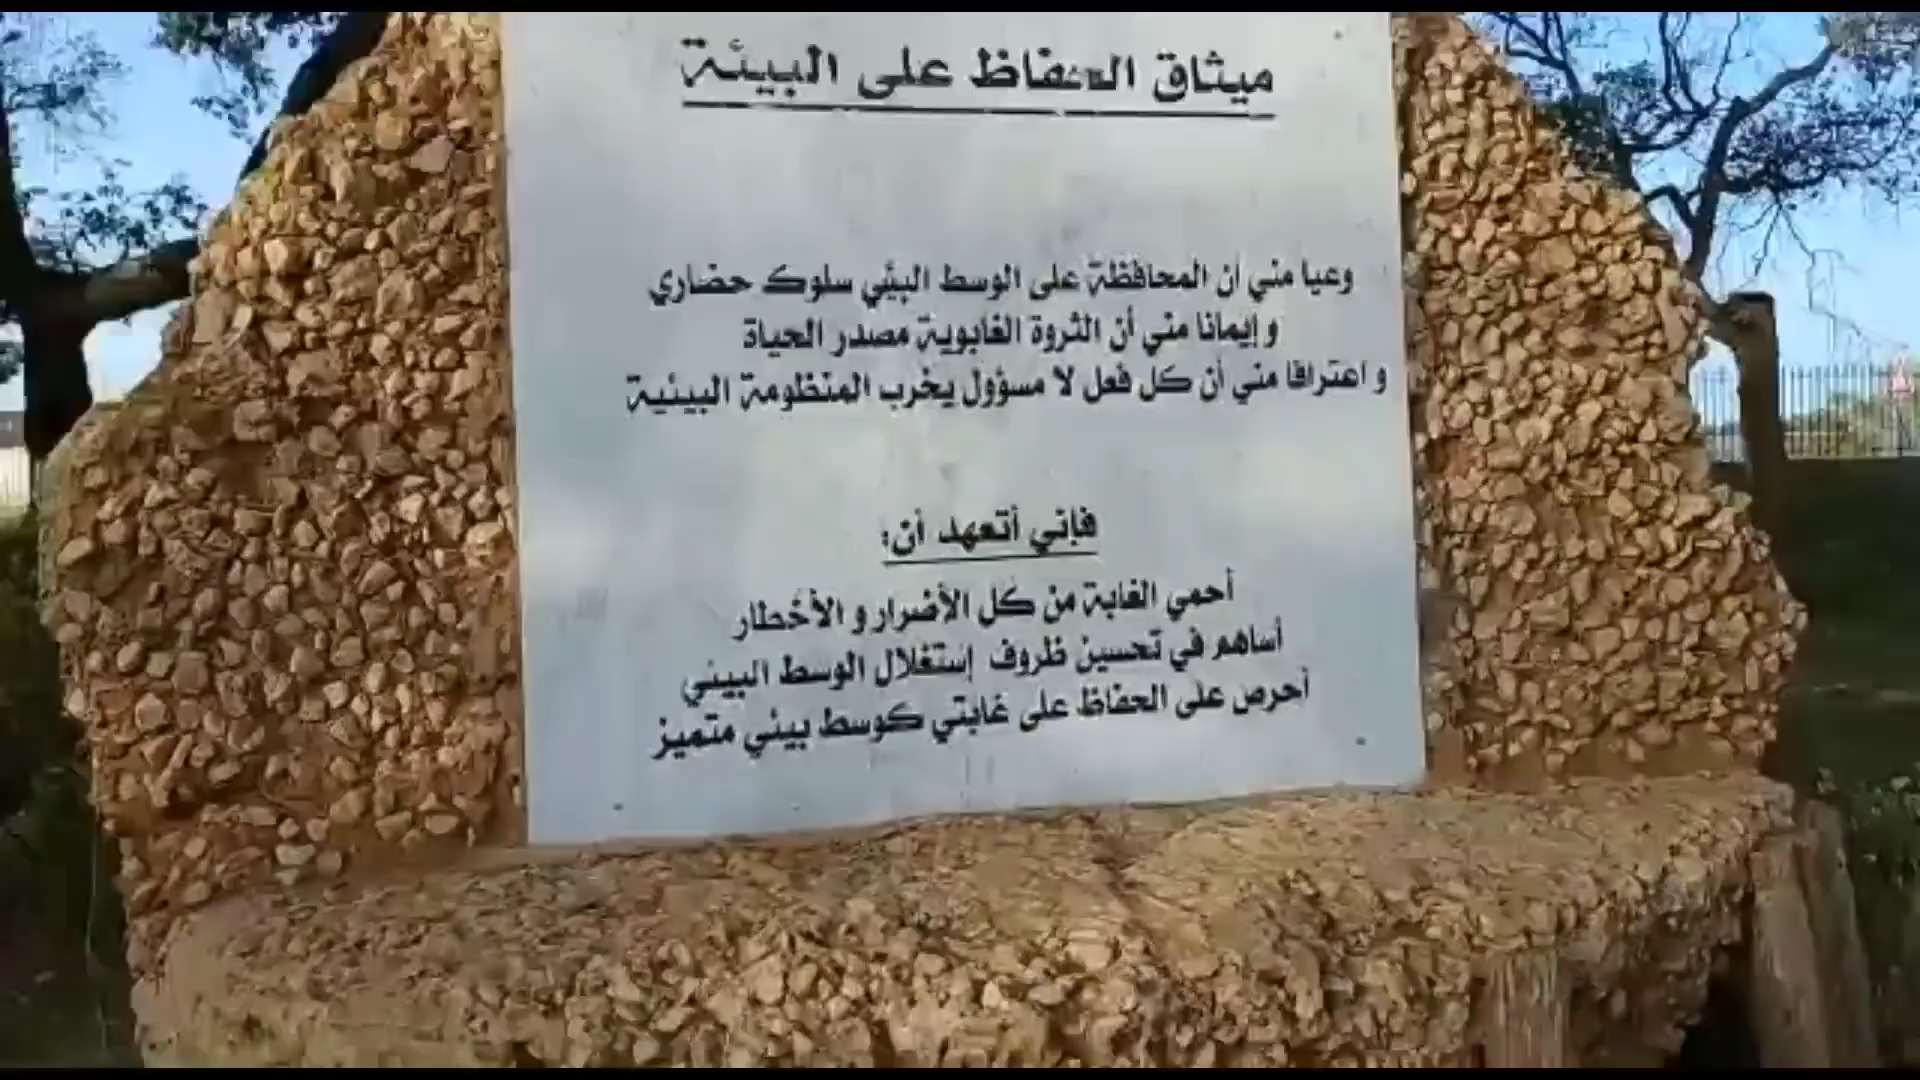 ميثاق الحفاظ على البيئة
وعيا مني أن المحافظة على الوسط البيئي سلوك حضاري
و إيمانا مني أن الثروة الغابوية مصدر الحياة
و اعترافا مني أن كل فعل لا مسؤول يخرب المنظومة البيئية
فإني أتعهد أن:
أحمي الغابة من كل الأضرار و الأخطار
أساهم في تحسين ظروف إستغلال الوسط البيئي
أحرص على الحفاظ على غابتي كوسط بيئي متميز